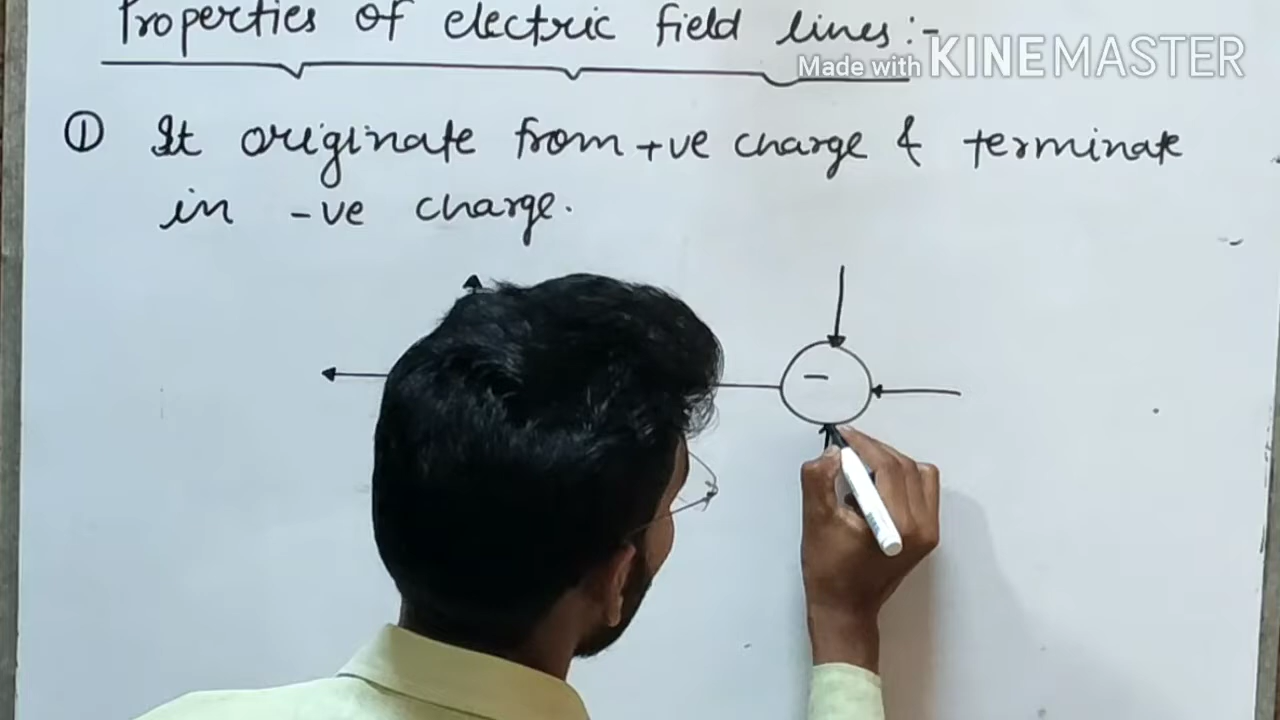 Properties of electric field lines :-
Made with KINEMASTER
① It originate from +ve charge & terminate
in -ve charge.
-